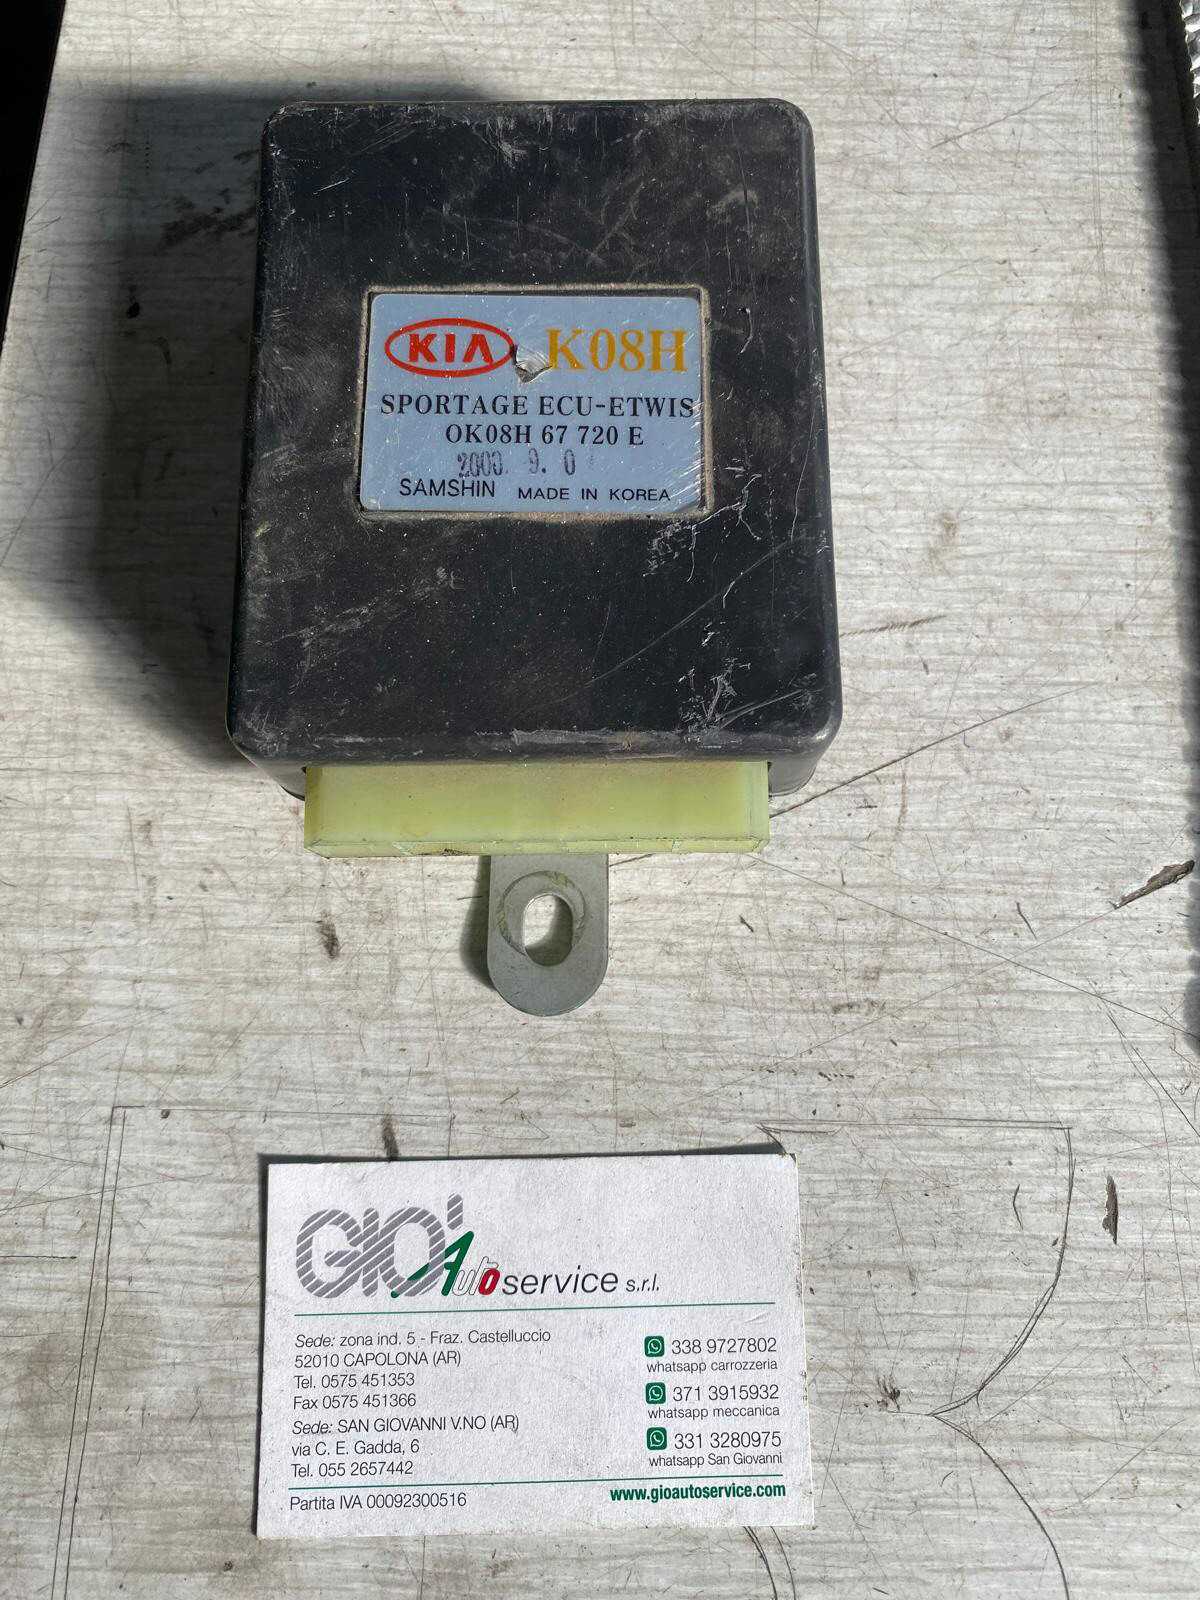 KIA K08H
SPORTAGE ECU-ETWIS
OK08H 67 720 E
2000. 9. 0
SAMSHIN MADE IN KOREA
GIO' Auto service s.r.l.
Sede: zona ind. 5 - Fraz. Castelluccio
52010 CAPOLONA (AR)
Tel. 0575 451353
Fax 0575 451366
Sede: SAN GIOVANNI V.NO (AR)
via C. E. Gadda, 6
Tel. 055 2657442
338 9727802
whatsapp carrozzeria
371 3915932
whatsapp meccanica
331 3280975
whatsapp San Giovanni
Partita IVA 00092300516
www.gioautoservice.com